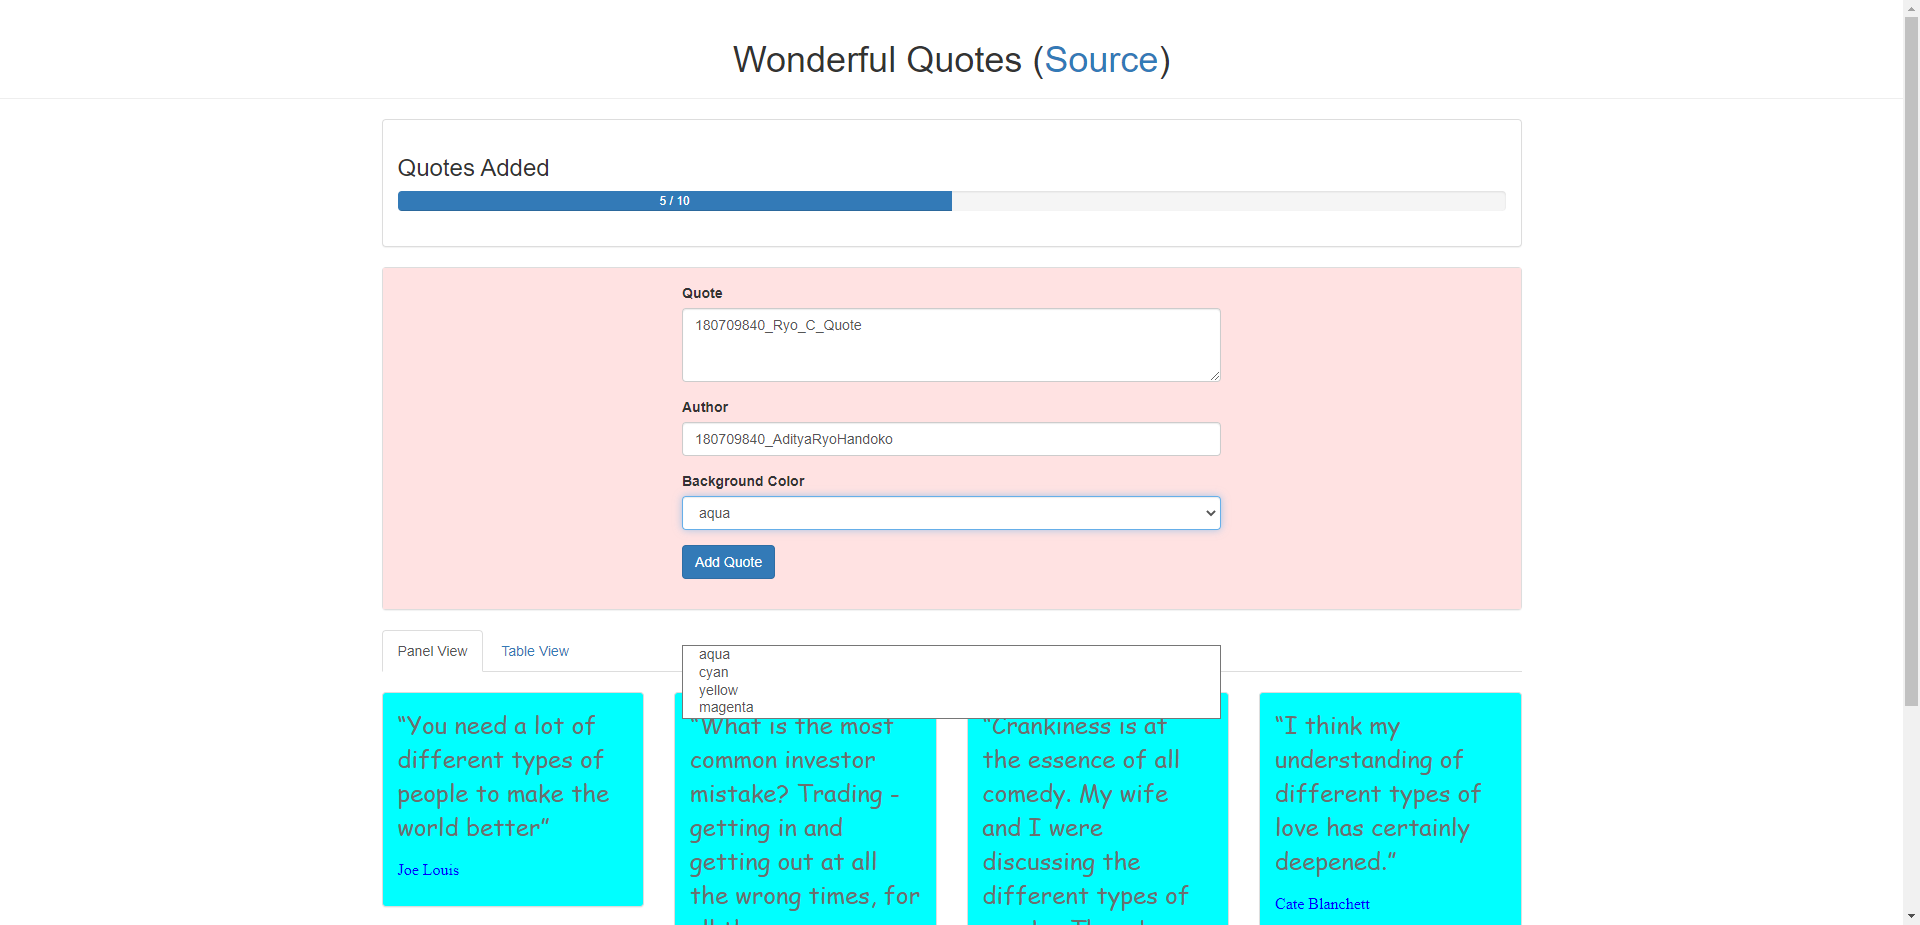 Wonderful Quotes (Source)
Quotes Added
5 / 10
Quote
180709840_Ryo_C_Quote
Author
180709840_AdityaRyoHandoko
Background Color
aqua
Add Quote
Panel View
Table View
aqua
cyan
yellow
magenta
“You need a lot of
different types of
people to make the
world better”
Joe Louis
“What is the most
common investor
mistake? Trading -
getting in and
getting out at all
the wrong times, for
“Crankiness is at
the essence of all
comedy. My wife
and I were
discussing the
different types of
“I think my
understanding of
different types of
love has certainly
deepened.”
Cate Blanchett